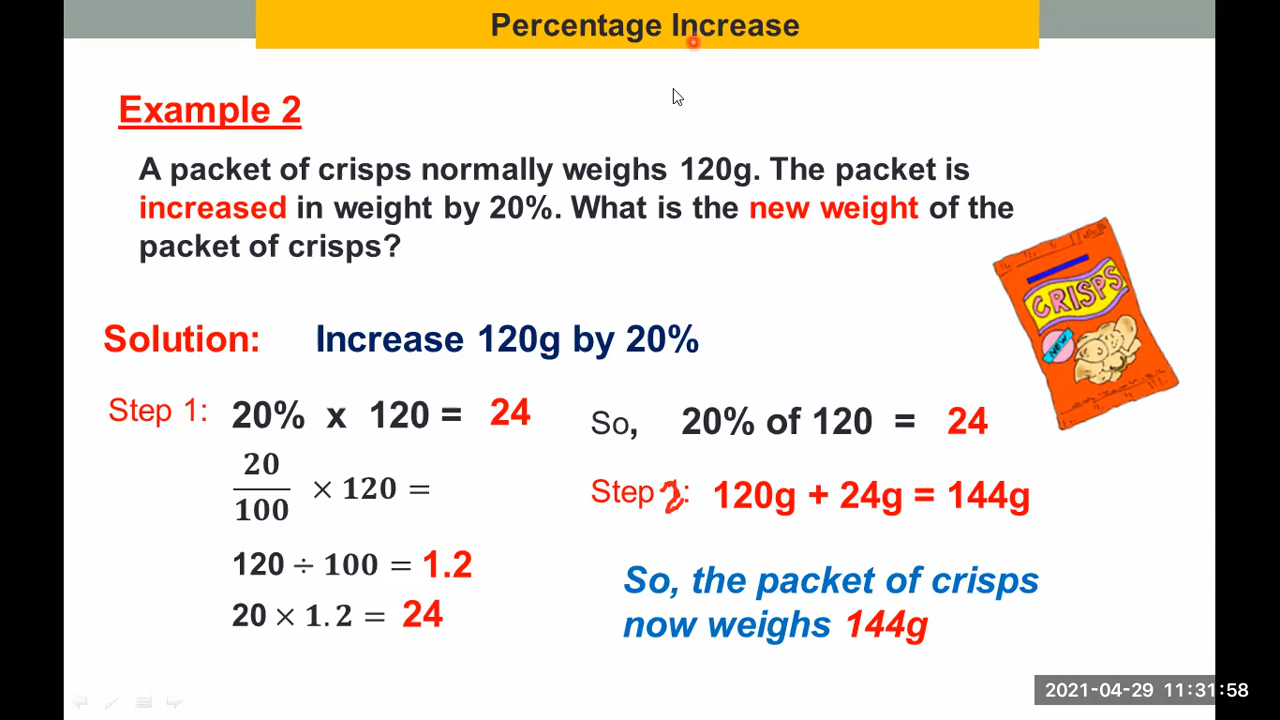 Percentage Increase
Example 2
A packet of crisps normally weighs 120g. The packet is
increased in weight by 20%. What is the new weight of the
packet of crisps?
CRISPS
NEW
Solution: Increase 120g by 20%
Step 1: 20% x 120 = 24
20
100
× 120 =
120 ÷ 100 = 1.2
20 × 1.2 = 24
So, 20% of 120 = 24
Step 2: 120g + 24g = 144g
So, the packet of crisps
now weighs 144g
2021-04-29 11:31:58